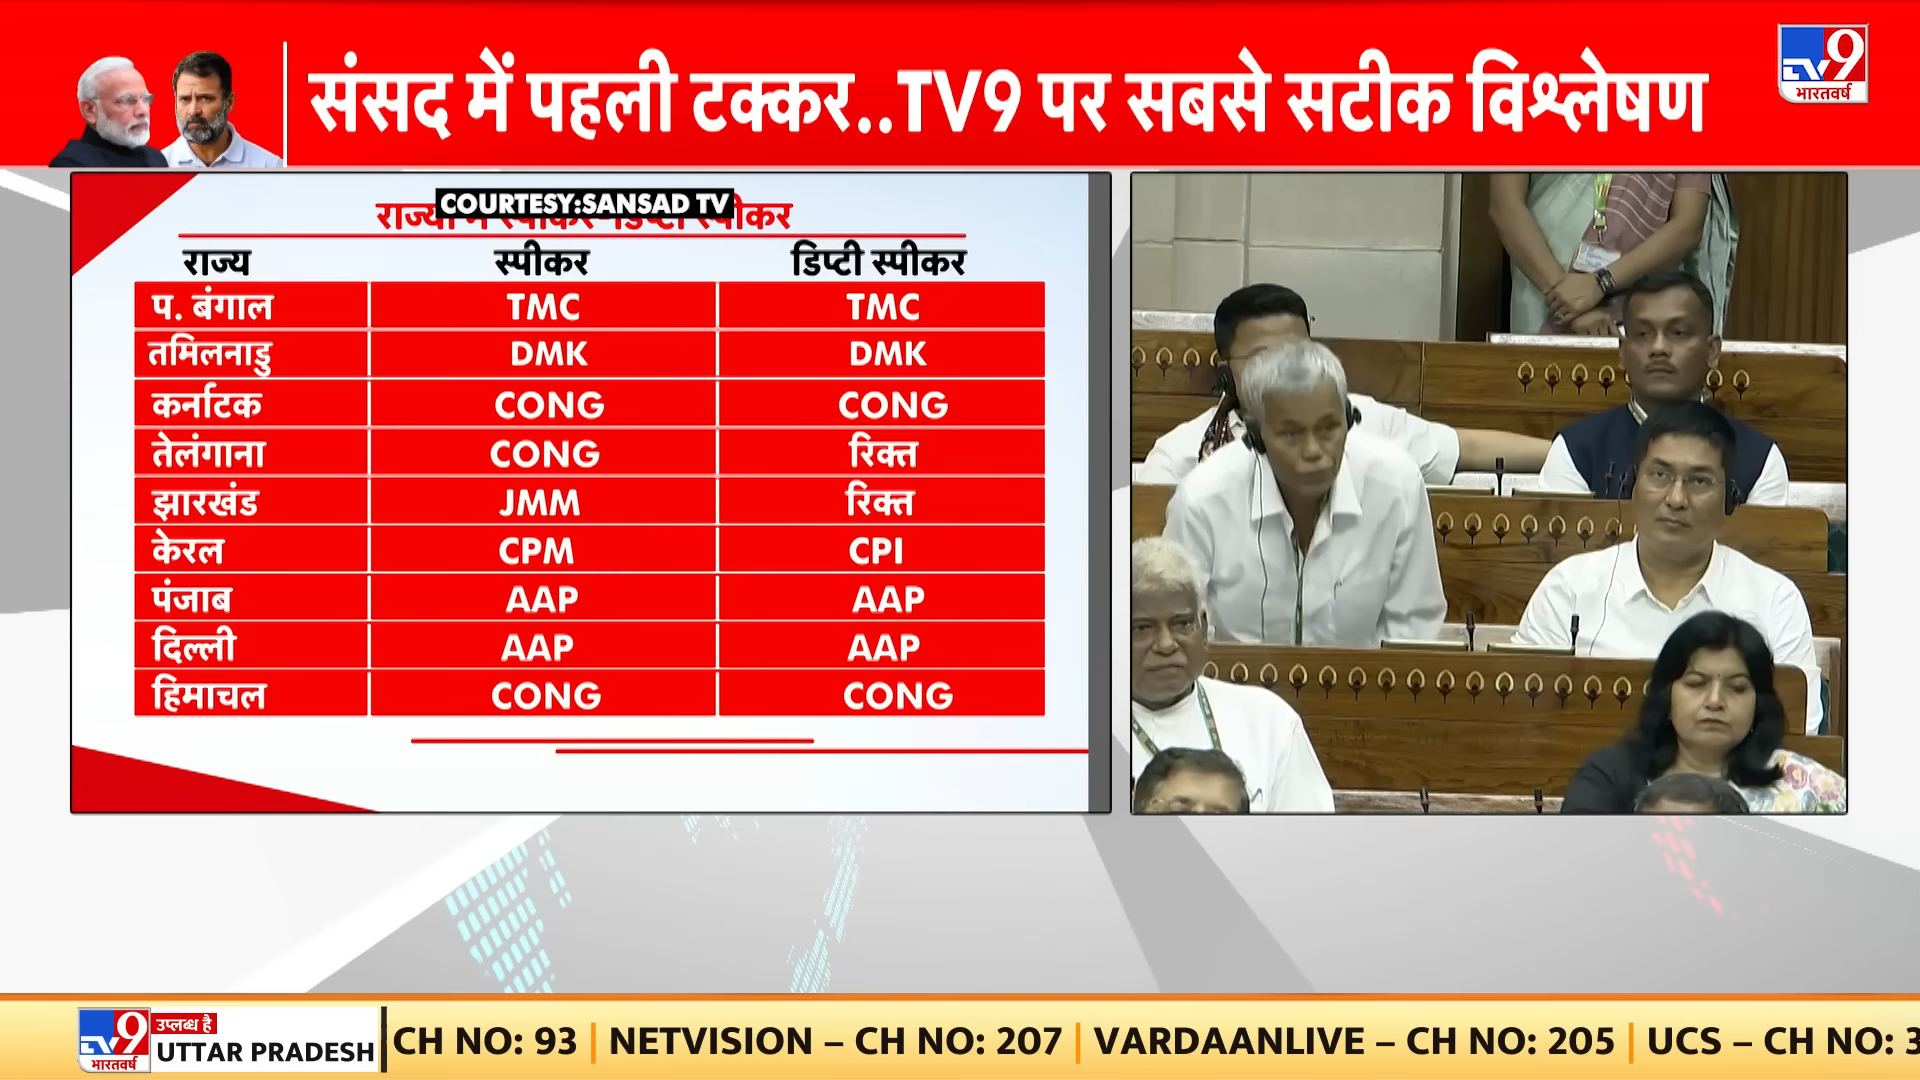 संसद में पहली टक्कर..TV9 पर सबसे सटीक विश्लेषण
TV9
भारतवर्ष
COURTESY:SANSAD TV
राज्य स्पीकर डिप्टी स्पीकर
प. बंगाल TMC TMC
तमिलनाडु DMK DMK
कर्नाटक CONG CONG
तेलंगाना CONG रिक्त
झारखंड JMM रिक्त
केरल CPM CPI
पंजाब AAP AAP
दिल्ली AAP AAP
हिमाचल CONG CONG
TV9
भारतवर्ष
उप्लब्ध है
UTTAR PRADESH
CH NO: 93 | NETVISION – CH NO: 207 | VARDAANLIVE – CH NO: 205 | UCS – CH NO: